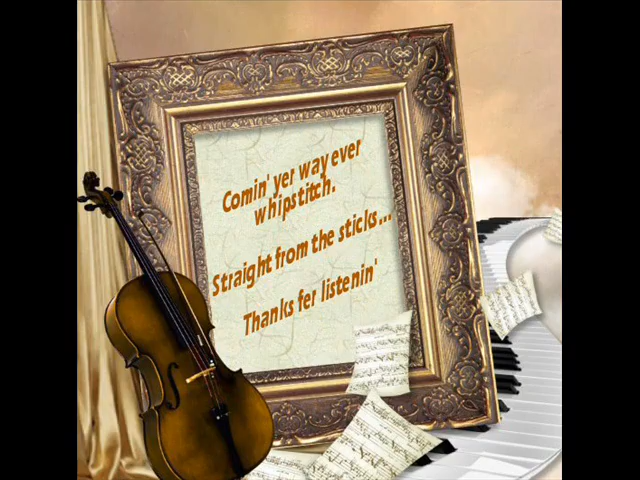 Comin' yer way ever
whipstitch.
Straight from the sticks...
Thanks fer listenin'